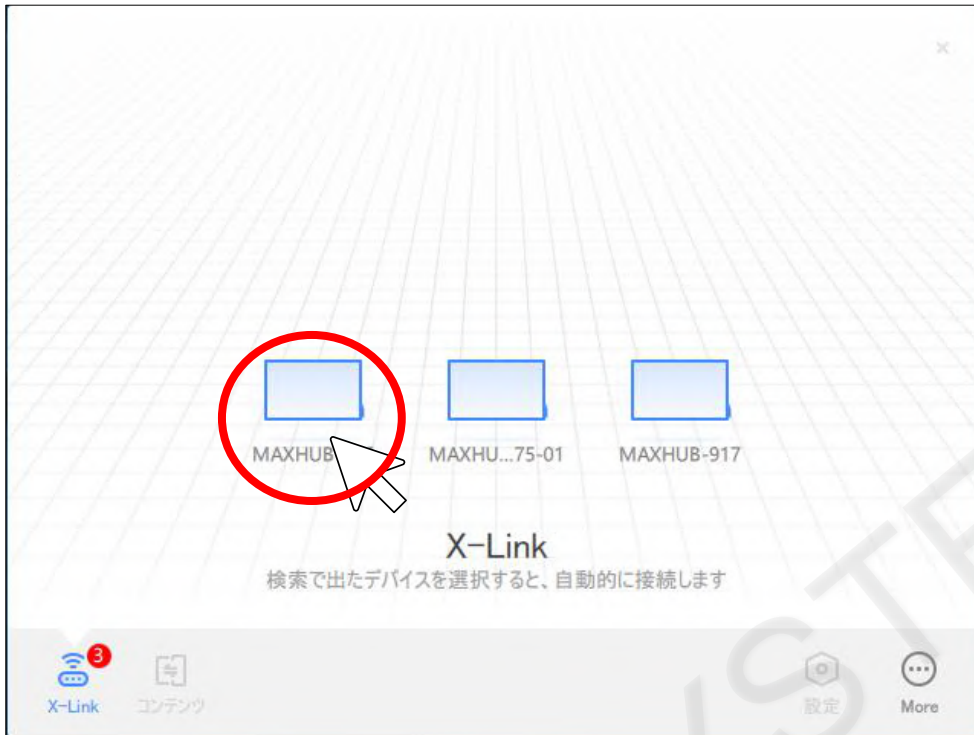 MAXHUB
MAXHU...75-01
MAXHUB-917
X-Link
検索で出たデバイスを選択すると、自動的に接続します
3
X-Link
コンテンツ
設定
More